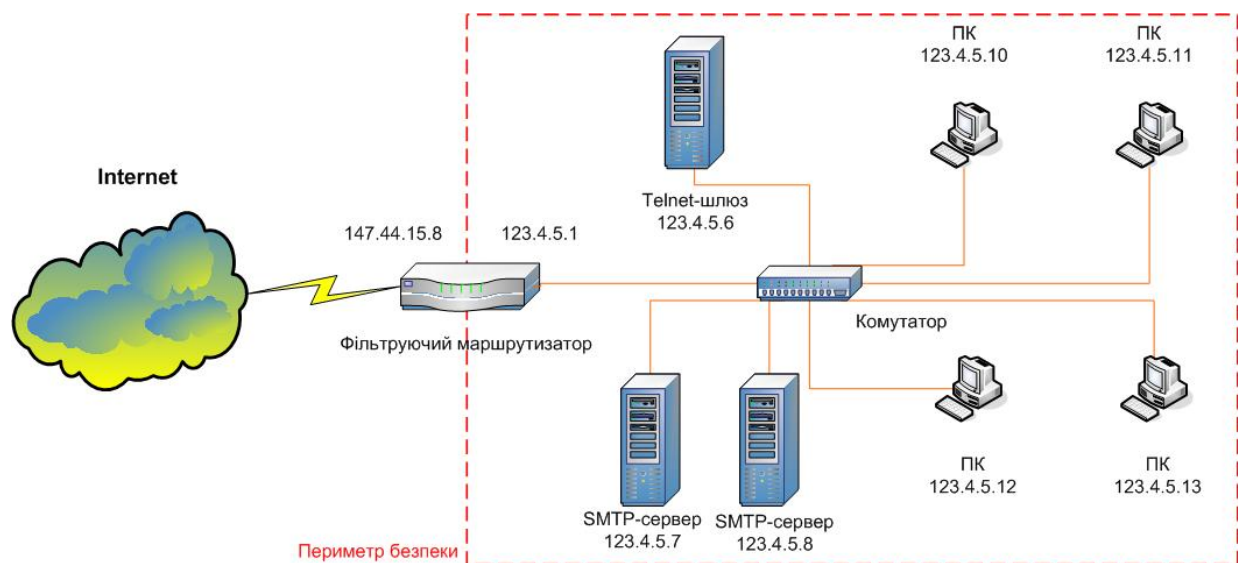 ПК
123.4.5.10
ПК
123.4.5.11
Internet
Telnet-шлюз
123.4.5.6
147.44.15.8
123.4.5.1
Фільтруючий маршрутизатор
Комутатор
SMTP-сервер
123.4.5.7
SMTP-сервер
123.4.5.8
ПК
123.4.5.12
ПК
123.4.5.13
Периметр безпеки